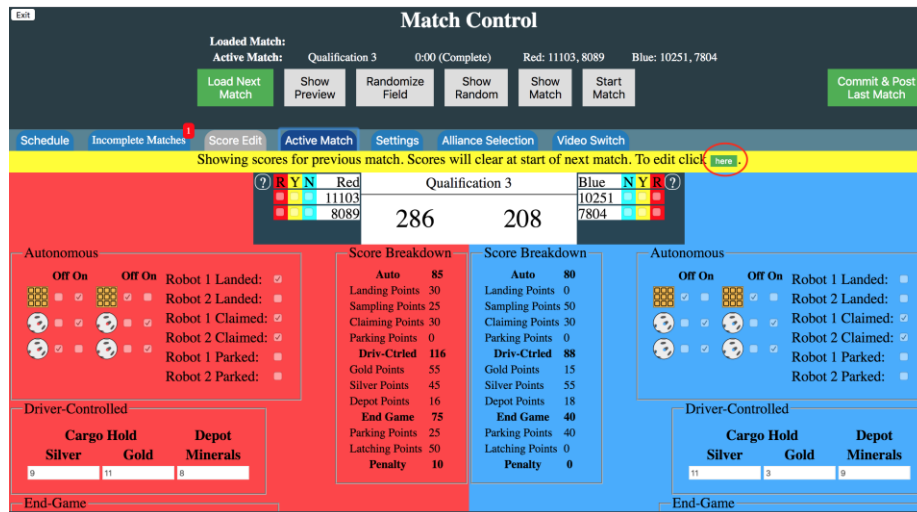 Exit
Match Control
Loaded Match:
Active Match: Qualification 3 0:00 (Complete) Red: 11103, 8089 Blue: 10251, 7804
Load Next Match
Show Preview
Randomize Field
Show Random
Show Match
Start Match
Commit & Post Last Match
Schedule Incomplete Matches 1 Score Edit Active Match Settings Alliance Selection Video Switch
Showing scores for previous match. Scores will clear at start of next match. To edit click here .
? R Y N Red Qualification 3 Blue N Y R ?
11103 10251
8089 286 208 7804
Autonomous
Off On Off On
Robot 1 Landed:
Robot 2 Landed:
Robot 1 Claimed:
Robot 2 Claimed:
Robot 1 Parked:
Robot 2 Parked:
Driver-Controlled
Cargo Hold Depot
Silver Gold Minerals
9 11 8
End-Game
Score Breakdown
Auto 85
Landing Points 30
Sampling Points 25
Claiming Points 30
Parking Points 0
Driv-Ctrled 116
Gold Points 55
Silver Points 45
Depot Points 16
End Game 75
Parking Points 25
Latching Points 50
Penalty 10
Score Breakdown
Auto 80
Landing Points 0
Sampling Points 50
Claiming Points 30
Parking Points 0
Driv-Ctrled 88
Gold Points 15
Silver Points 55
Depot Points 18
End Game 40
Parking Points 40
Latching Points 0
Penalty 0
Autonomous
Off On Off On
Robot 1 Landed:
Robot 2 Landed:
Robot 1 Claimed:
Robot 2 Claimed:
Robot 1 Parked:
Robot 2 Parked:
Driver-Controlled
Cargo Hold Depot
Silver Gold Minerals
11 3 9
End-Game